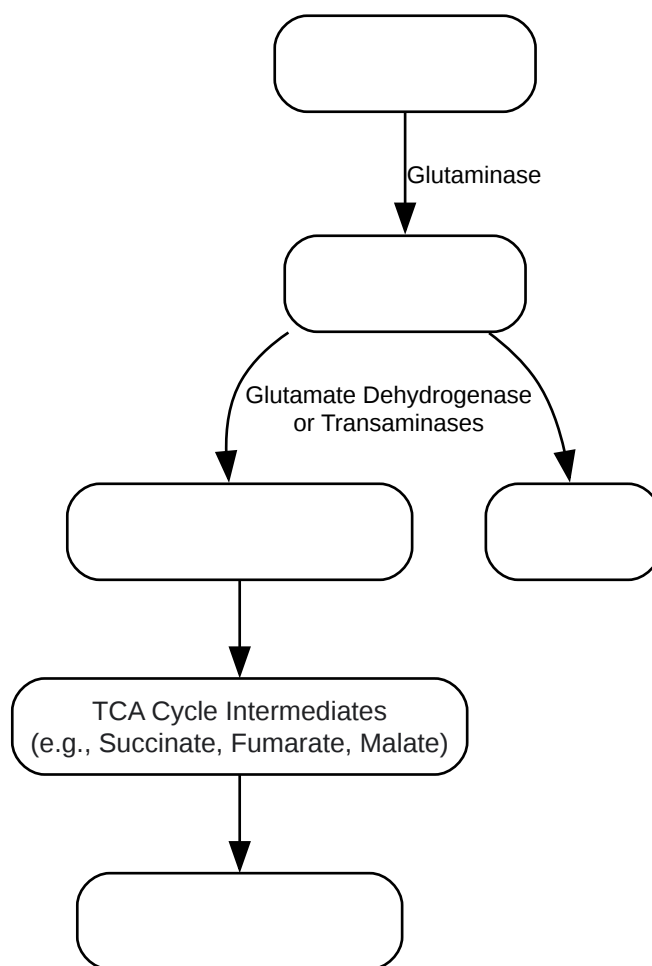 Glutaminase
Glutamate Dehydrogenase
or Transaminases
TCA Cycle Intermediates
(e.g., Succinate, Fumarate, Malate)